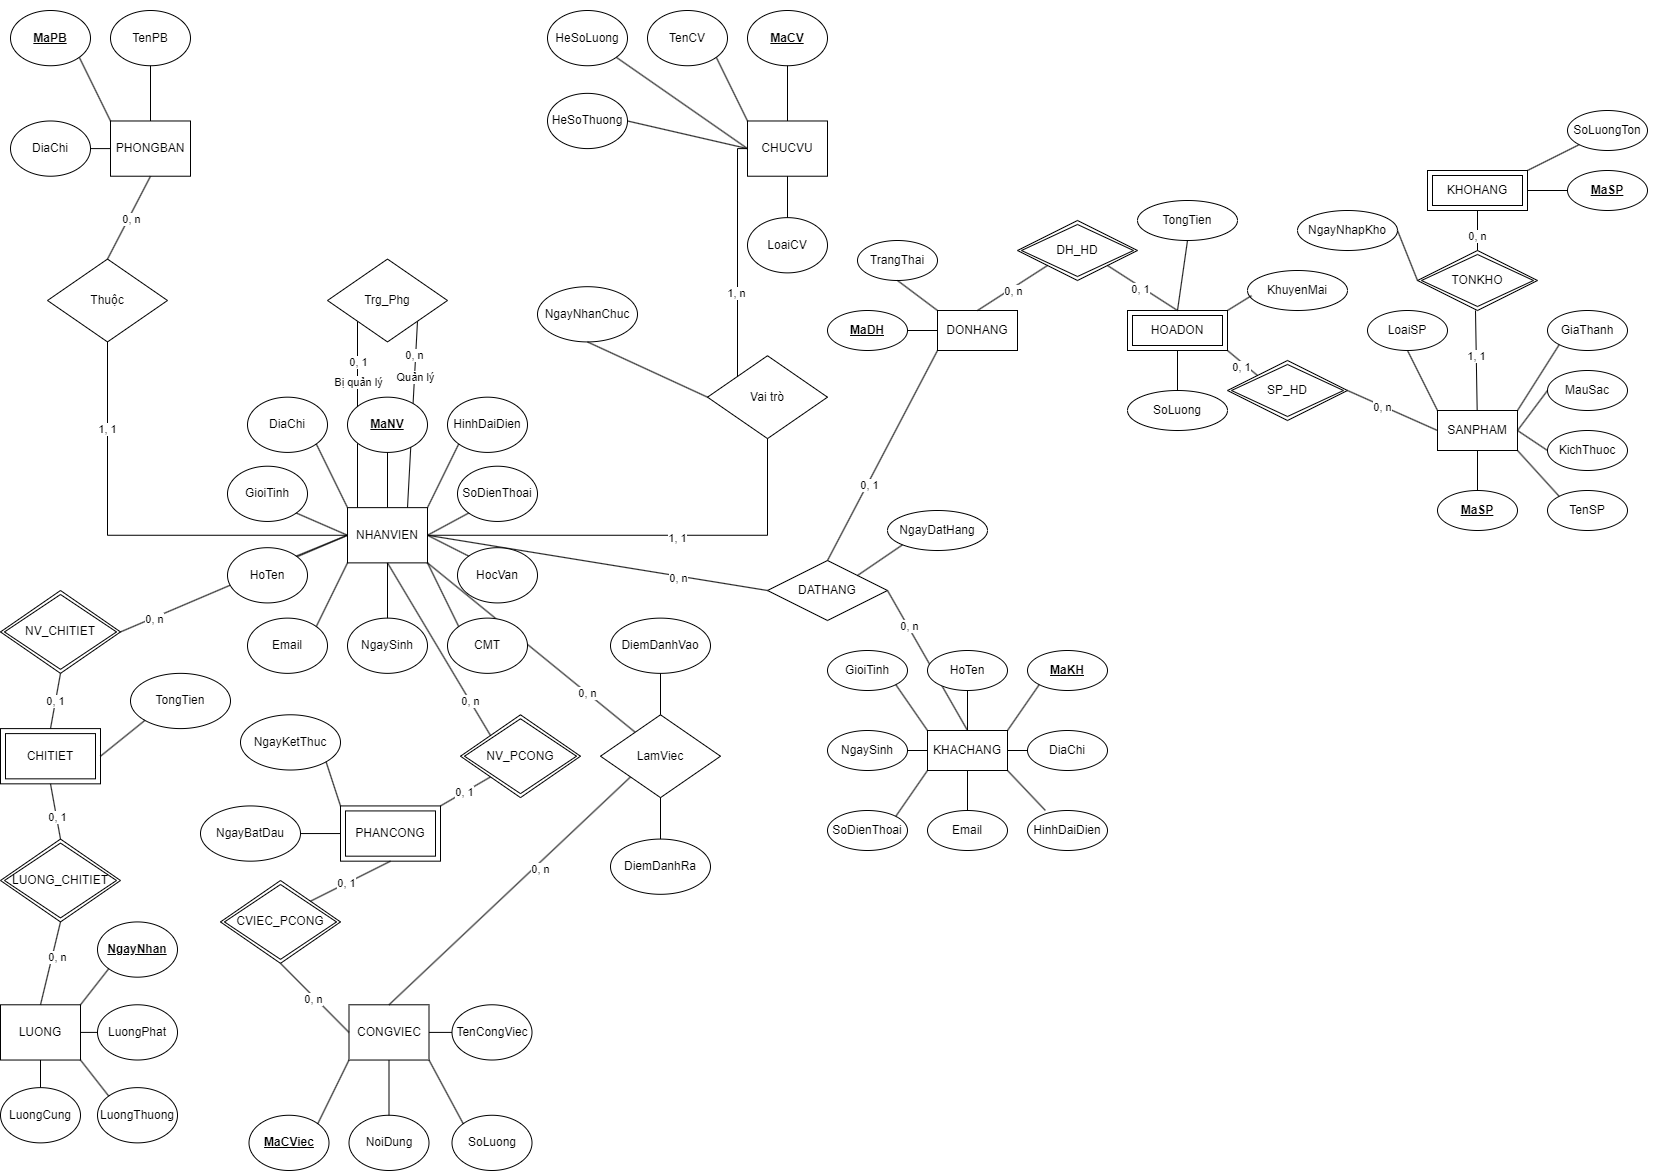 MaPB
TenPB
HeSoLuong
TenCV
MaCV
HeSoThuong
DiaChi
PHONGBAN
CHUCVU
SoLuongTon
KHOHANG
MaSP
0, n
TongTien
NgayNhapKho
0, n
LoaiCV
DH_HD
TrangThai
TONKHO
0, n
0, 1
KhuyenMai
1, n
Thuộc
Trg_Phg
NgayNhanChuc
MaDH
DONHANG
HOADON
LoaiSP
GiaThanh
0, 1
0, n
Bị quản lý
Quản lý
1, 1
0, 1
SP_HD
MauSac
Vai trò
0, n
SoLuong
DiaChi
MaNV
HinhDaiDien
1, 1
SANPHAM
KichThuoc
GioiTinh
SoDienThoai
0, 1
MaSP
TenSP
NHANVIEN
1, 1
NgayDatHang
HoTen
HocVan
0, n
DATHANG
NV_CHITIET
0, n
0, n
Email
NgaySinh
CMT
DiemDanhVao
GioiTinh
HoTen
MaKH
0, 1
TongTien
0, n
0, n
NgayKetThuc
CHITIET
NV_PCONG
LamViec
NgaySinh
KHACHANG
DiaChi
0, 1
0, 1
NgayBatDau
PHANCONG
SoDienThoai
Email
HinhDaiDien
LUONG_CHITIET
0, 1
0, n
DiemDanhRa
CVIEC_PCONG
0, n
NgayNhan
0, n
LUONG
LuongPhat
CONGVIEC
TenCongViec
LuongCung
LuongThuong
MaCViec
NoiDung
SoLuong